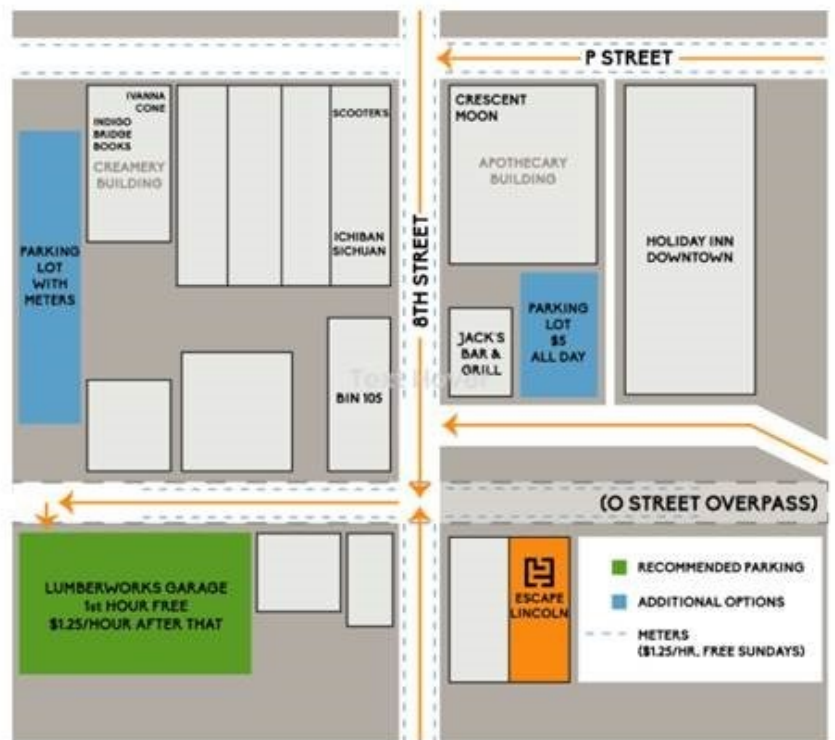 P STREET
IVANNA
CONE
INDIGO
BRIDGE
BOOKS
CREAMERY
BUILDING
SCOOTER'S
ICHIBAN
SICHUAN
PARKING
LOT
WITH
METERS
BIN 105
8TH STREET
CRESCENT
MOON
APOTHECARY
BUILDING
HOLIDAY INN
DOWNTOWN
JACK'S
BAR &
GRILL
PARKING
LOT
$5
ALL DAY
(O STREET OVERPASS)
LUMBERWORKS GARAGE
1st HOUR FREE
$1.25/HOUR AFTER THAT
ESCAPE
LINCOLN
RECOMMENDED PARKING
ADDITIONAL OPTIONS
METERS
($1.25/HR, FREE SUNDAYS)